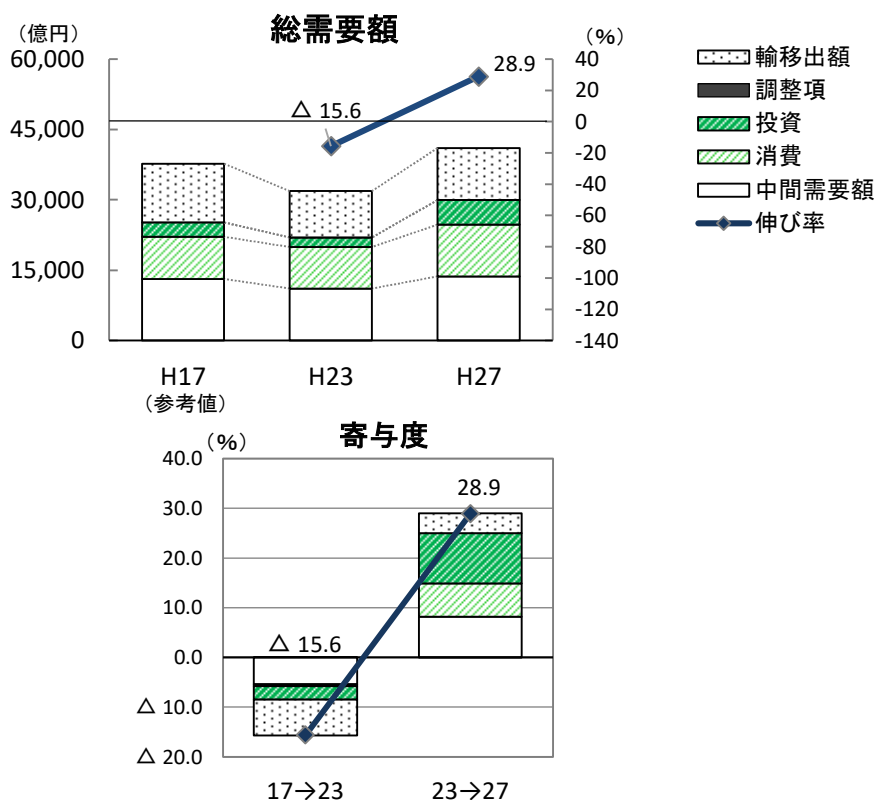 総需要額
（億円）
（%）
60,000
45,000
30,000
15,000
0
40
20
0
-20
-40
-60
-80
-100
-120
-140
△ 15.6
28.9
H17
H23
H27
（参考値）
輸移出額
調整項
投資
消費
中間需要額
伸び率
寄与度
（%）
40.0
30.0
20.0
10.0
0.0
△ 10.0
△ 20.0
△ 15.6
28.9
17→23
23→27